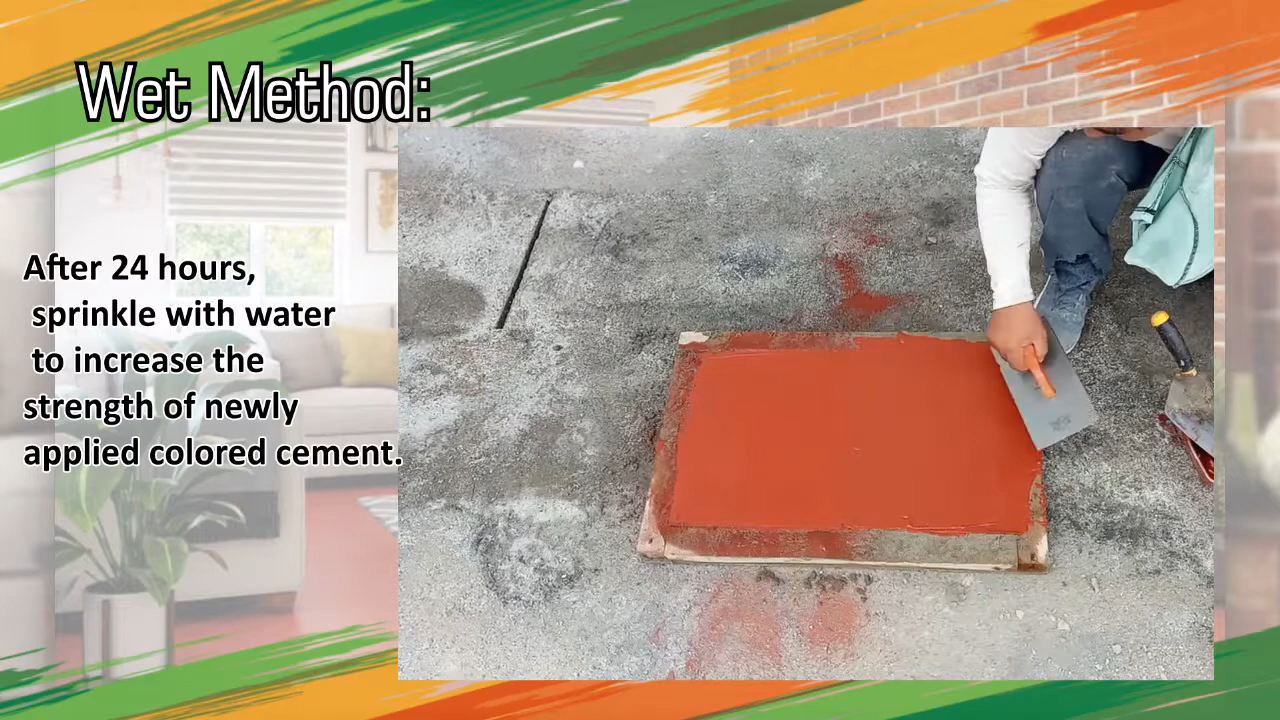 Wet Method:
After 24 hours,
sprinkle with water
to increase the
strength of newly
applied colored cement.